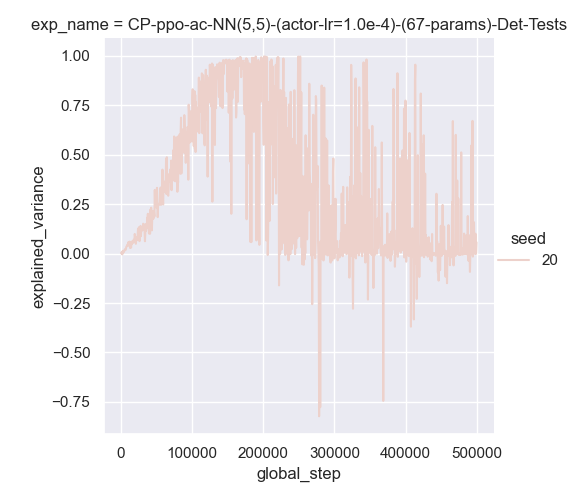 exp_name = CP-ppo-ac-NN(5,5)-(actor-lr=1.0e-4)-(67-params)-Det-Tests
1.00
0.75
0.50
0.25
0.00
−0.25
−0.50
−0.75
explained_variance
0 100000 200000 300000 400000 500000
global_step
seed
20